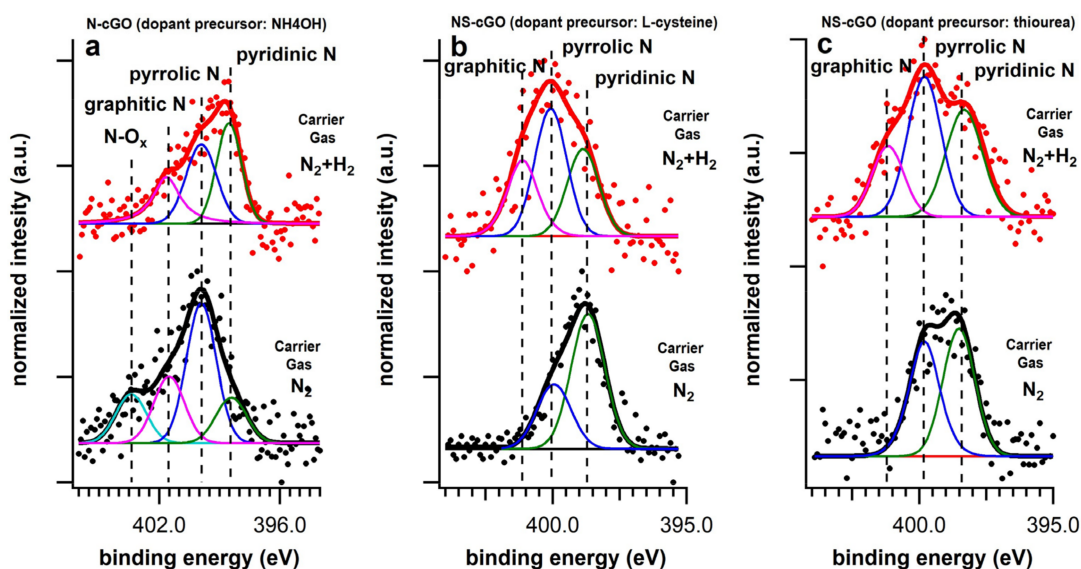 N-cGO (dopant precursor: NH4OH)
a
pyridinic N
pyrrolic N
graphitic N
N-Ox
Carrier
Gas
N2+H2
Carrier
Gas
N2
normalized intesity (a.u.)
402.0
396.0
binding energy (eV)
NS-cGO (dopant precursor: L-cysteine)
b
pyrrolic N
graphitic N
pyridinic N
Carrier
Gas
N2+H2
Carrier
Gas
N2
normalized intesity (a.u.)
400.0
395.0
binding energy (eV)
NS-cGO (dopant precursor: thiourea)
c
pyrrolic N
graphitic N
pyridinic N
Carrier
Gas
N2+H2
Carrier
Gas
N2
normalized intesity (a.u.)
400.0
395.0
binding energy (eV)